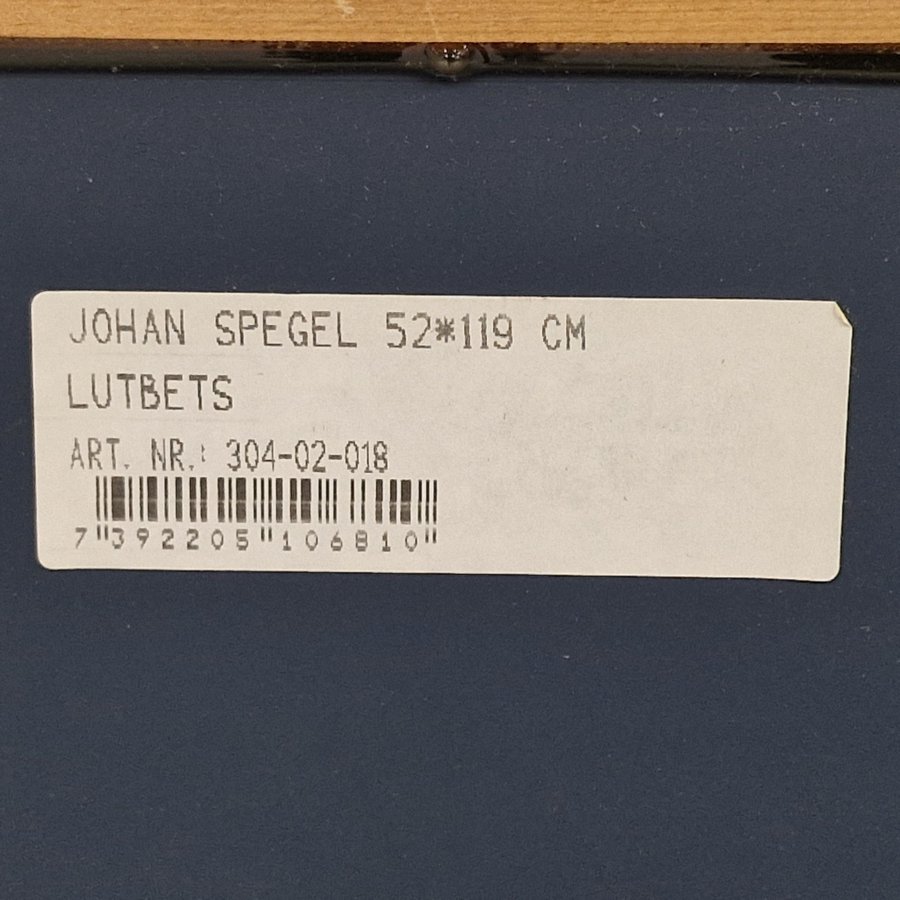 JOHAN SPEGEL 52*119 CM
LUTBETS
ART. NR.: 304-02-018
7"392205"106810"